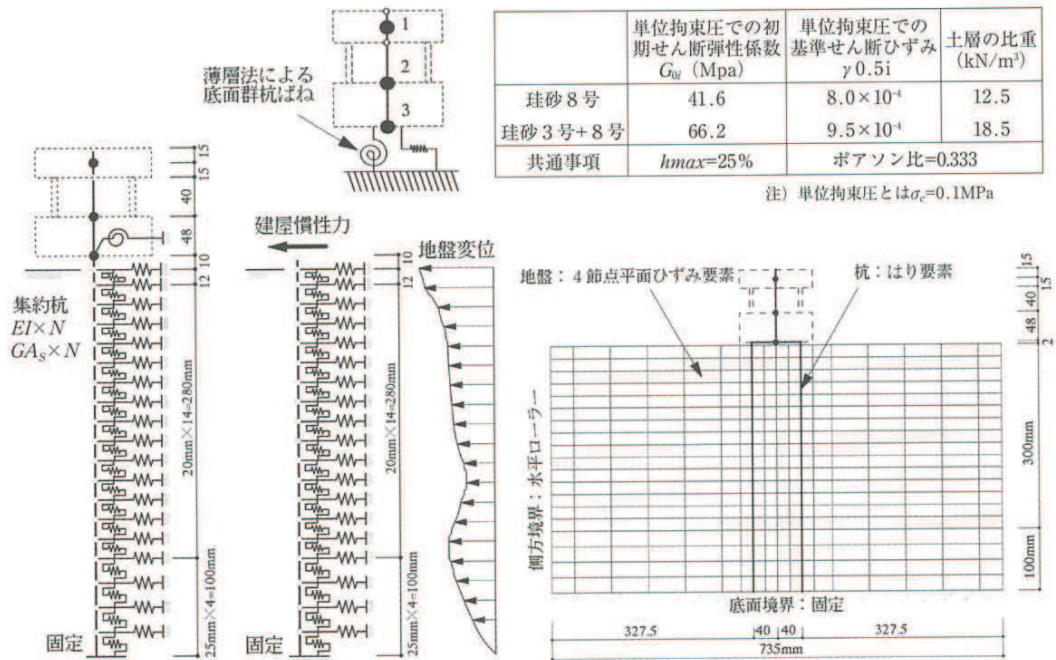 1
2
3
薄層法による
底面群杭ばね
単位拘束圧での初
期せん断弾性係数
G0i (Mpa)
単位拘束圧での
基準せん断ひずみ
γ 0.5i
土層の比重
(kN/m³)
珪砂8号
41.6
8.0×10⁻⁴
12.5
珪砂3号+8号
66.2
9.5×10⁻⁴
18.5
共通事項
hmax=25%
ポアソン比=0.333
注) 単位拘束圧とはσc=0.1MPa
15
15
40
48
10
12
集約杭
EI×N
GAS×N
20mm×14=280mm
25mm×4=100mm
固定
建屋慣性力
地盤変位
10
12
20mm×14=280mm
25mm×4=100mm
固定
地盤:4節点平面ひずみ要素
杭:はり要素
15
15
40
48
2
側方境界:水平ローラー
300mm
100mm
底面境界:固定
327.5
40
40
327.5
735mm